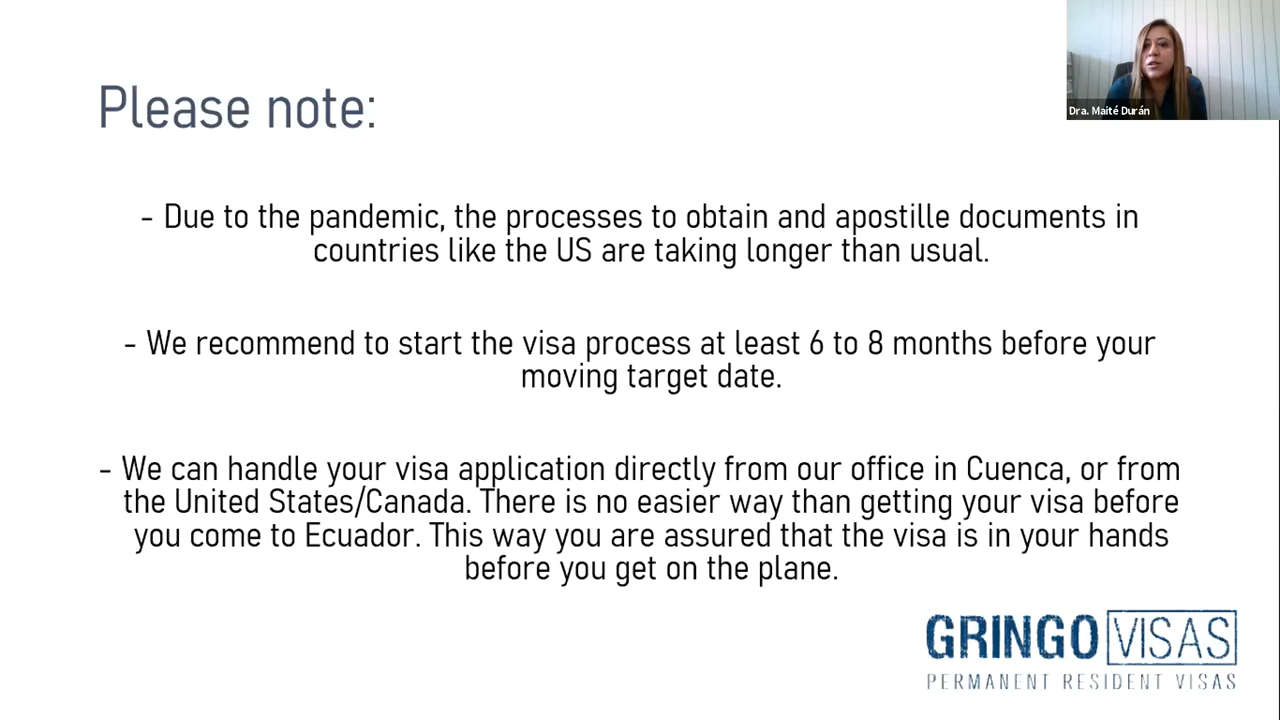 Dra. Maité Durán
Please note:
- Due to the pandemic, the processes to obtain and apostille documents in
countries like the US are taking longer than usual.
- We recommend to start the visa process at least 6 to 8 months before your
moving target date.
- We can handle your visa application directly from our office in Cuenca, or from
the United States/Canada. There is no easier way than getting your visa before
you come to Ecuador. This way you are assured that the visa is in your hands
before you get on the plane.
GRINGO VISAS
PERMANENT RESIDENT VISAS